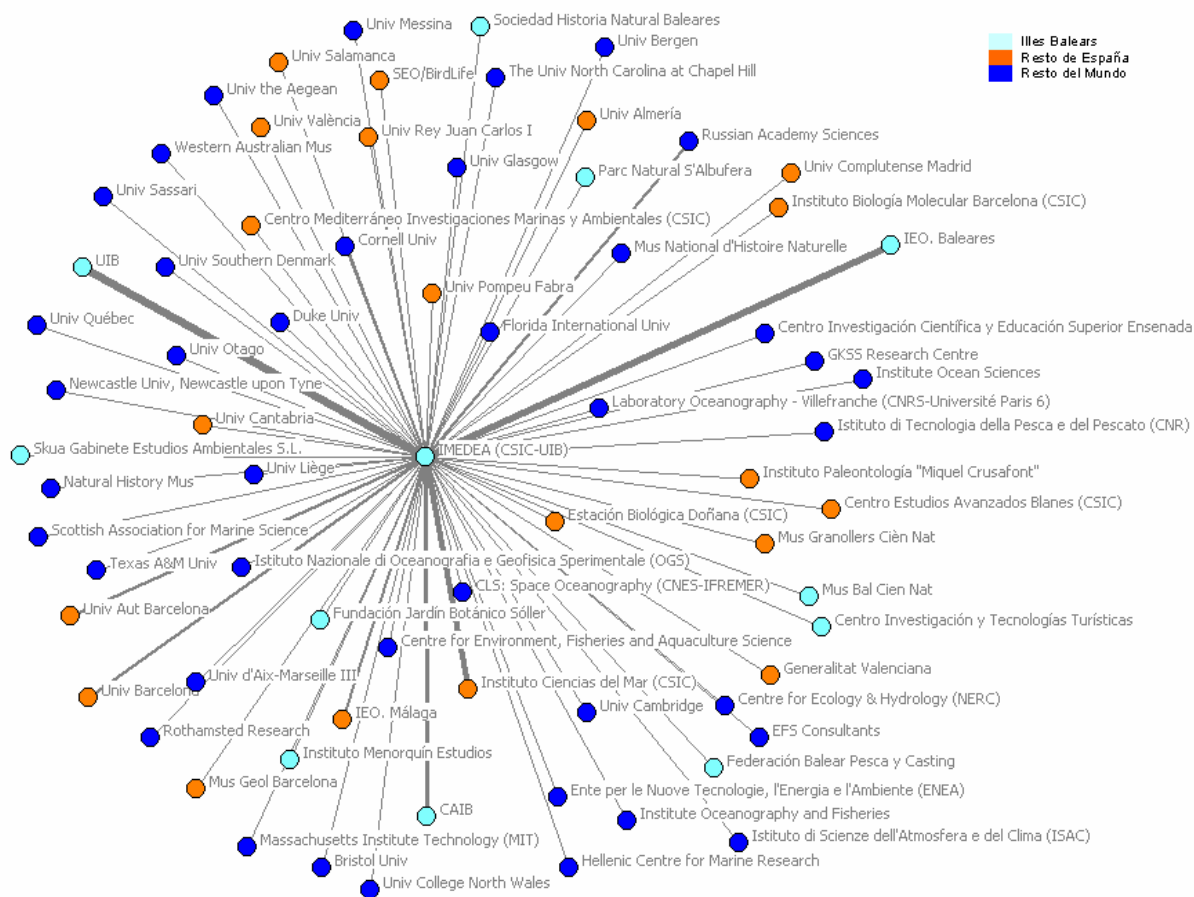 Univ Messina
Sociedad Historia Natural Baleares
Univ Bergen
Illes Balears
Resto de España
Resto del Mundo
Univ Salamanca
SEO/BirdLife
The Univ North Carolina at Chapel Hill
Univ the Aegean
Univ València
Univ Rey Juan Carlos I
Univ Almería
Russian Academy Sciences
Western Australian Mus
Univ Glasgow
Parc Natural S'Albufera
Univ Complutense Madrid
Univ Sassari
Instituto Biología Molecular Barcelona (CSIC)
Centro Mediterráneo Investigaciones Marinas y Ambientales (CSIC)
Cornell Univ
Mus National d'Histoire Naturelle
IEO. Baleares
UIB
Univ Southern Denmark
Univ Pompeu Fabra
Univ Québec
Duke Univ
Florida International Univ
Centro Investigación Científica y Educación Superior Ensenada
Univ Otago
GKSS Research Centre
Institute Ocean Sciences
Newcastle Univ, Newcastle upon Tyne
Laboratory Oceanography - Villefranche (CNRS-Université Paris 6)
Univ Cantabria
Istituto di Tecnologia della Pesca e del Pescato (CNR)
Skua Gabinete Estudios Ambientales S.L.
IMEDEA (CSIC-UIB)
Natural History Mus
Univ Liège
Instituto Paleontología "Miquel Crusafont"
Centro Estudios Avanzados Blanes (CSIC)
Estación Biológica Doñana (CSIC)
Scottish Association for Marine Science
Mus Granollers Cièn Nat
Texas A&M Univ
Istituto Nazionale di Oceanografia e Geofisica Sperimentale (OGS)
CLS: Space Oceanography (CNES-IFREMER)
Mus Bal Cien Nat
Univ Aut Barcelona
Fundación Jardín Botánico Sóller
Centro Investigación y Tecnologías Turísticas
Centre for Environment, Fisheries and Aquaculture Science
Generalitat Valenciana
Univ d'Aix-Marseille III
Univ Barcelona
Instituto Ciencias del Mar (CSIC)
Centre for Ecology & Hydrology (NERC)
Univ Cambridge
IEO. Málaga
Rothamsted Research
EFS Consultants
Instituto Menorquín Estudios
Federación Balear Pesca y Casting
Mus Geol Barcelona
Ente per le Nuove Tecnologie, l'Energia e l'Ambiente (ENEA)
CAIB
Institute Oceanography and Fisheries
Massachusetts Institute Technology (MIT)
Istituto di Scienze dell'Atmosfera e del Clima (ISAC)
Bristol Univ
Hellenic Centre for Marine Research
Univ College North Wales